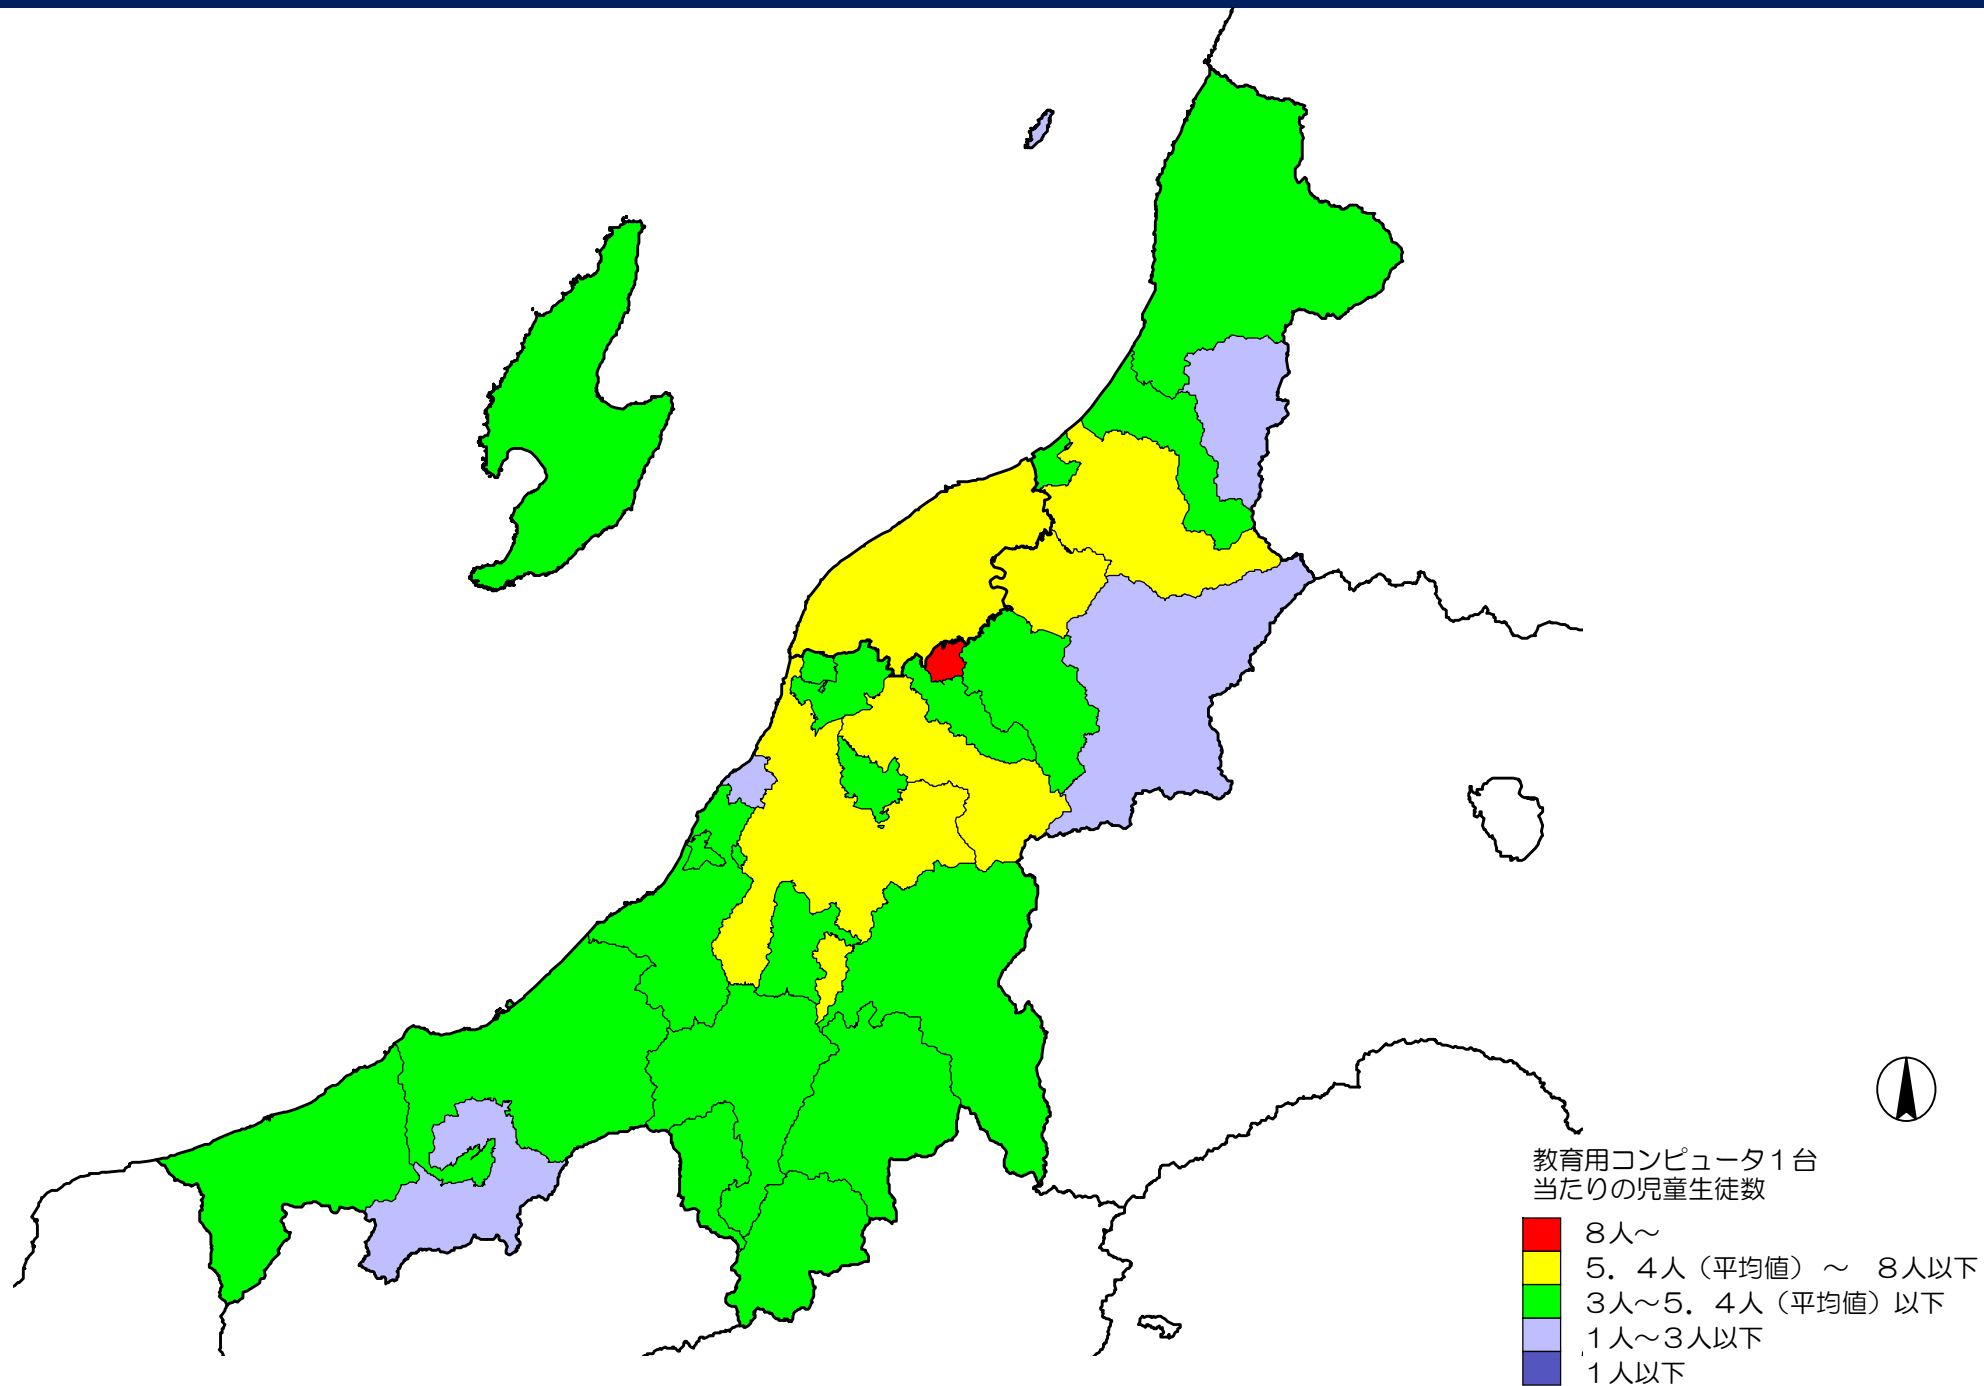 教育用コンピュータ1台
当たりの児童生徒数
8人～
5．4人（平均値）～ 8人以下
3人～5．4人（平均値）以下
1人～3人以下
1人以下